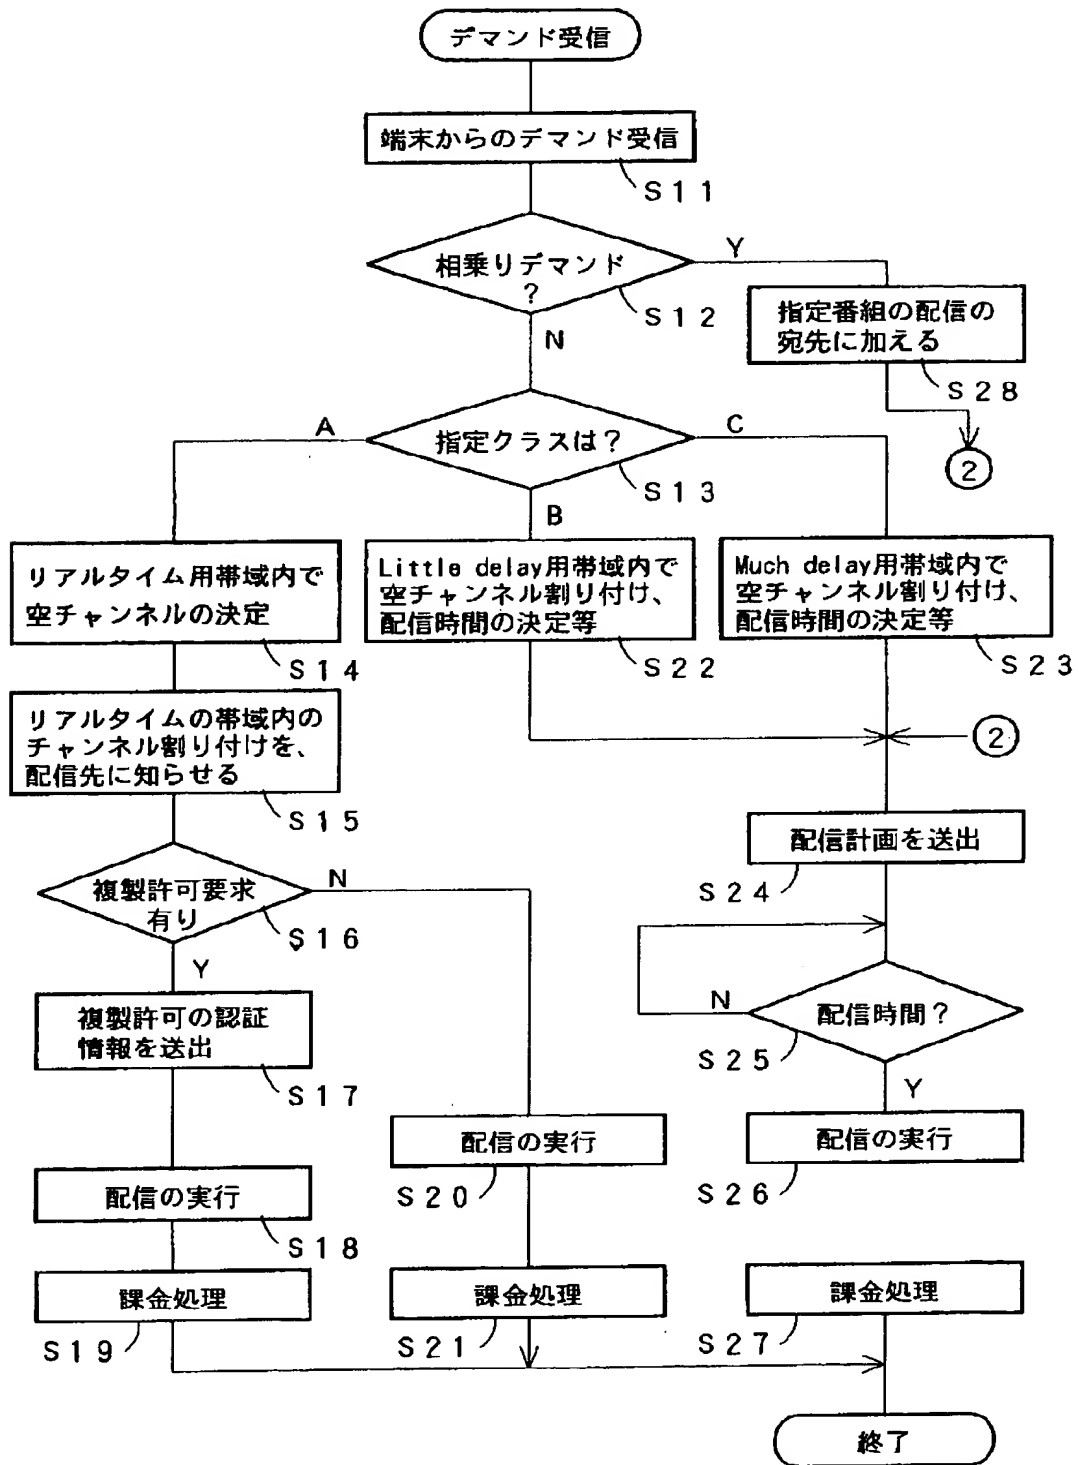 デマンド受信
端末からのデマンド受信
S11
相乗りデマンド
?
S12
Y
N
指定番組の配信の
宛先に加える
S28
②
指定クラスは?
S13
A
B
C
リアルタイム用帯域内で
空チャンネルの決定
S14
Little delay用帯域内で
空チャンネル割り付け、
配信時間の決定等
S22
Much delay用帯域内で
空チャンネル割り付け、
配信時間の決定等
S23
リアルタイムの帯域内の
チャンネル割り付けを、
配信先に知らせる
S15
②
配信計画を送出
S24
複製許可要求
有り
S16
N
Y
配信時間?
S25
N
Y
複製許可の認証
情報を送出
S17
配信の実行
S20
配信の実行
S26
配信の実行
S18
課金処理
S19
課金処理
S21
課金処理
S27
終了